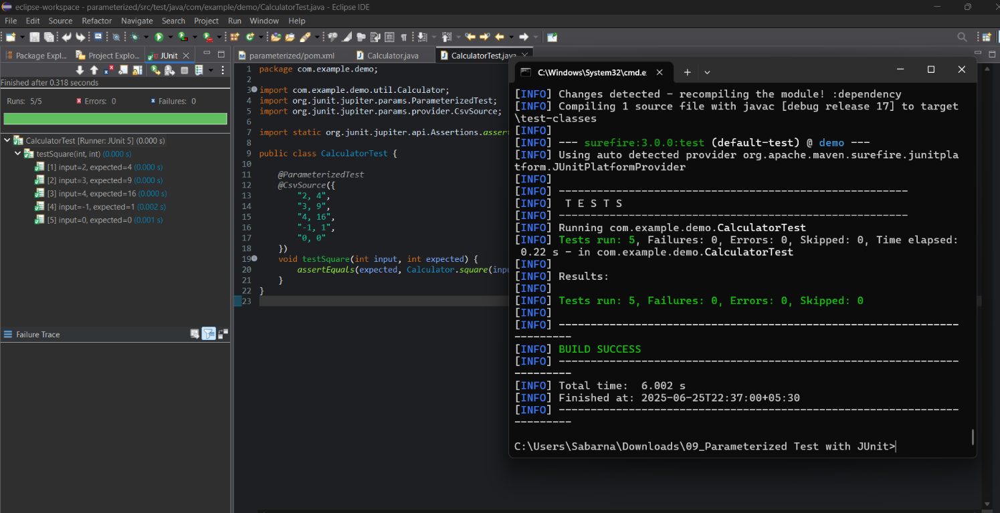 eclipse-workspace - parameterized/src/test/java/com/example/demo/CalculatorTest.java - Eclipse IDE
File Edit Source Refactor Navigate Search Project Run Window Help
Package Expl... Project Explo... JUnit
Finished after 0.318 seconds
Runs: 5/5 Errors: 0 Failures: 0
CalculatorTest [Runner: JUnit 5] (0.000 s)
testSquare(int, int) (0.000 s)
[1] input=2, expected=4 (0.000 s)
[2] input=3, expected=9 (0.000 s)
[3] input=4, expected=16 (0.000 s)
[4] input=-1, expected=1 (0.002 s)
[5] input=0, expected=0 (0.001 s)
Failure Trace
parameterized/pom.xml Calculator.java CalculatorTest.java
1 package com.example.demo;
2
3 import com.example.demo.util.Calculator;
4 import org.junit.jupiter.params.ParameterizedTest;
5 import org.junit.jupiter.params.provider.CsvSource;
6
7 import static org.junit.jupiter.api.Assertions.assert
8
9 public class CalculatorTest {
10
11 @ParameterizedTest
12 @CsvSource({
13 "2, 4",
14 "3, 9",
15 "4, 16",
16 "-1, 1",
17 "0, 0"
18 })
19 void testSquare(int input, int expected) {
20 assertEquals(expected, Calculator.square(inpu
21 }
22 }
23
C:\Windows\System32\cmd.e
[INFO] Changes detected - recompiling the module! :dependency
[INFO] Compiling 1 source file with javac [debug release 17] to target
\test-classes
[INFO]
[INFO] --- surefire:3.0.0:test (default-test) @ demo ---
[INFO] Using auto detected provider org.apache.maven.surefire.junitpla
tform.JUnitPlatformProvider
[INFO]
[INFO] -------------------------------------------------------
[INFO] T E S T S
[INFO] -------------------------------------------------------
[INFO] Running com.example.demo.CalculatorTest
[INFO] Tests run: 5, Failures: 0, Errors: 0, Skipped: 0, Time elapsed:
0.22 s - in com.example.demo.CalculatorTest
[INFO]
[INFO] Results:
[INFO]
[INFO] Tests run: 5, Failures: 0, Errors: 0, Skipped: 0
[INFO]
[INFO] ---------------------------------------------------------------
---------
[INFO] BUILD SUCCESS
[INFO] ---------------------------------------------------------------
---------
[INFO] Total time:  6.002 s
[INFO] Finished at: 2025-06-25T22:37:00+05:30
[INFO] ---------------------------------------------------------------
---------
C:\Users\Sabarna\Downloads\09_Parameterized Test with JUnit>